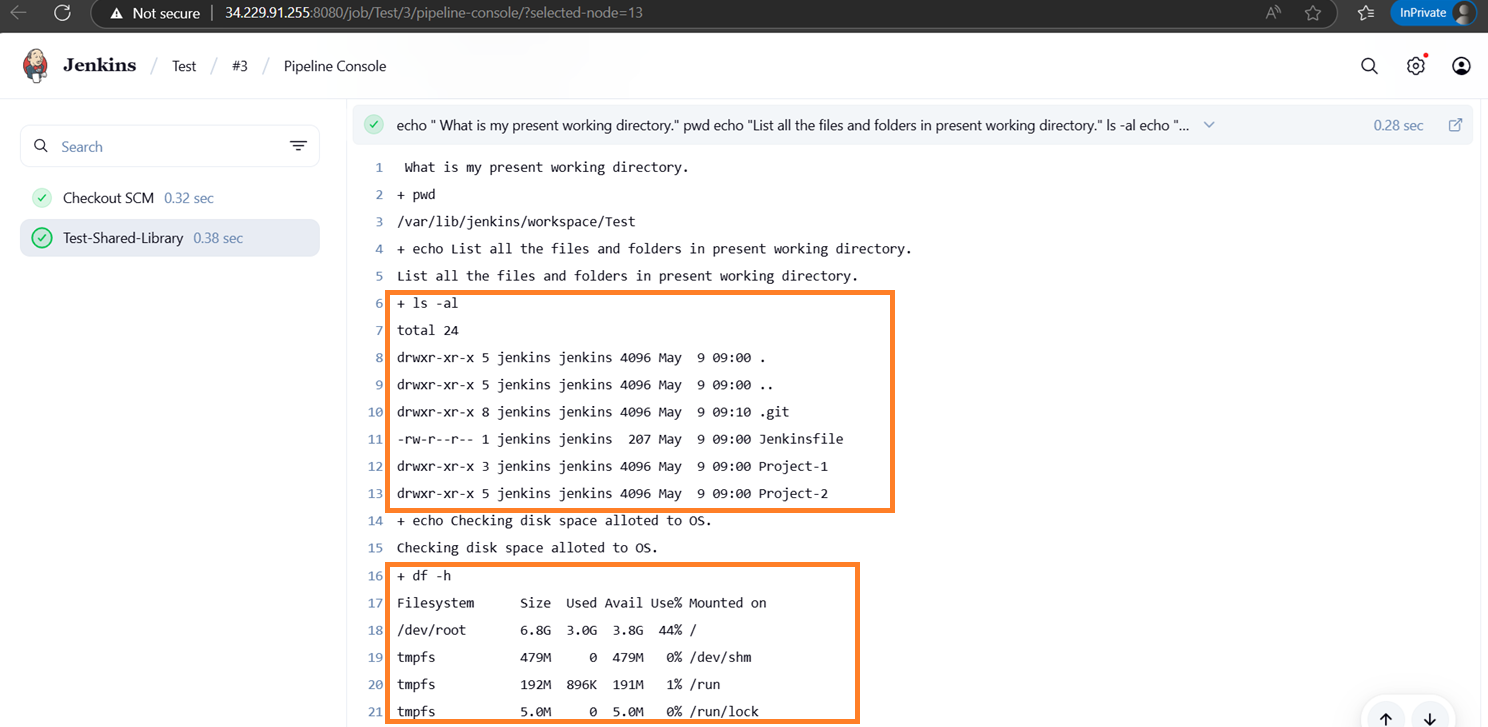 Not secure 34.229.91.255:8080/job/Test/3/pipeline-console/?selected-node=13 InPrivate
Jenkins / Test / #3 / Pipeline Console
Search
Checkout SCM 0.32 sec
Test-Shared-Library 0.38 sec
echo " What is my present working directory." pwd echo "List all the files and folders in present working directory." ls -al echo "... 0.28 sec
1 What is my present working directory.
2 + pwd
3 /var/lib/jenkins/workspace/Test
4 + echo List all the files and folders in present working directory.
5 List all the files and folders in present working directory.
6 + ls -al
7 total 24
8 drwxr-xr-x 5 jenkins jenkins 4096 May  9 09:00 .
9 drwxr-xr-x 5 jenkins jenkins 4096 May  9 09:00 ..
10 drwxr-xr-x 8 jenkins jenkins 4096 May  9 09:10 .git
11 -rw-r--r-- 1 jenkins jenkins  207 May  9 09:00 Jenkinsfile
12 drwxr-xr-x 3 jenkins jenkins 4096 May  9 09:00 Project-1
13 drwxr-xr-x 5 jenkins jenkins 4096 May  9 09:00 Project-2
14 + echo Checking disk space alloted to OS.
15 Checking disk space alloted to OS.
16 + df -h
17 Filesystem      Size  Used Avail Use% Mounted on
18 /dev/root       6.8G  3.0G  3.8G  44% /
19 tmpfs           479M     0  479M   0% /dev/shm
20 tmpfs           192M  896K  191M   1% /run
21 tmpfs           5.0M     0  5.0M   0% /run/lock